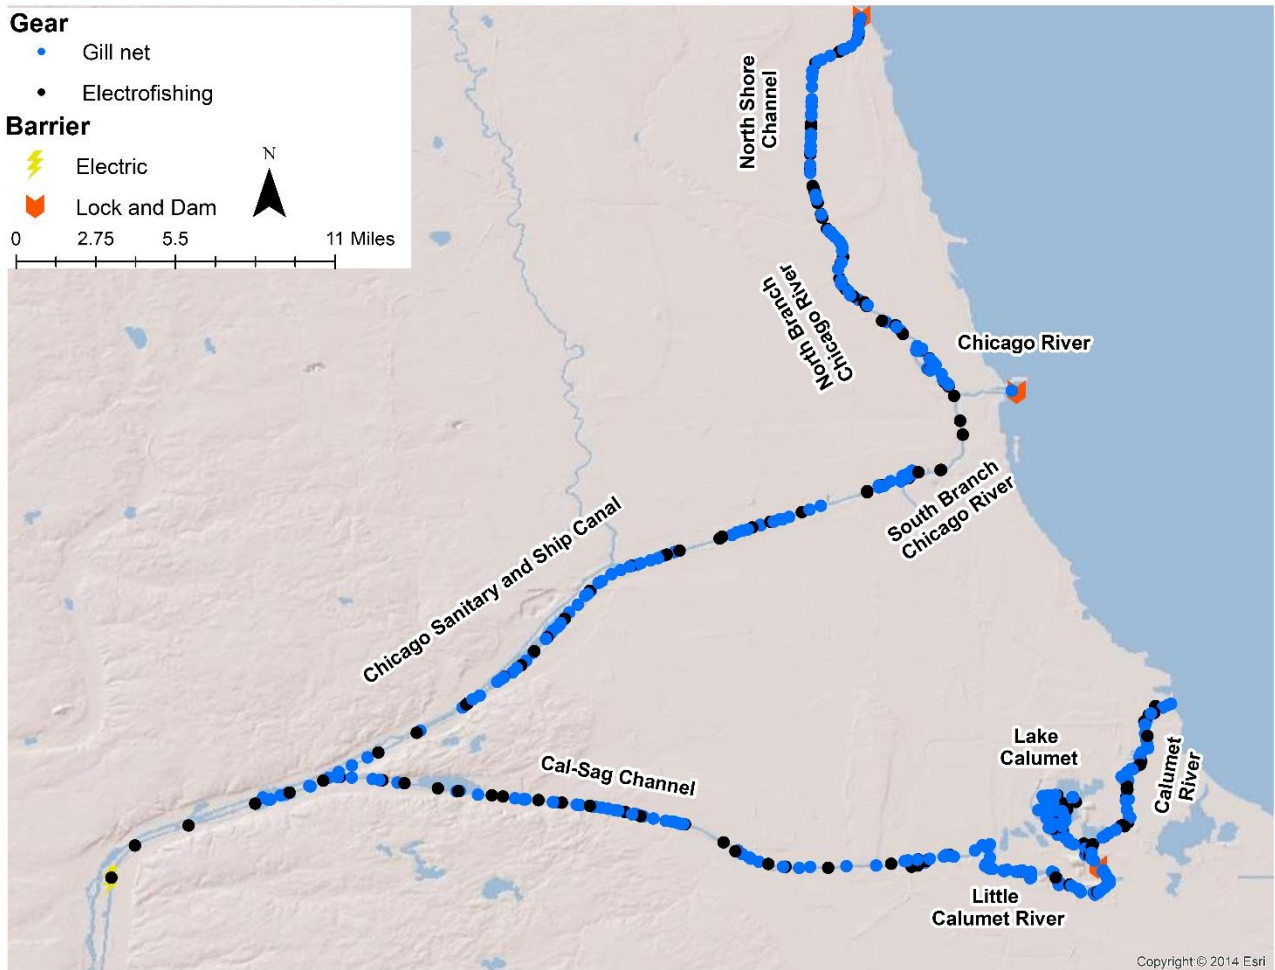 Gear
Gill net
Electrofishing
Barrier
Electric
Lock and Dam
N
0 2.75 5.5 11 Miles
North Shore
Channel
North Branch
Chicago River
Chicago River
South Branch
Chicago River
Chicago Sanitary and Ship Canal
Cal-Sag Channel
Lake
Calumet
Calumet
River
Little
Calumet River
Copyright:© 2014 Esri